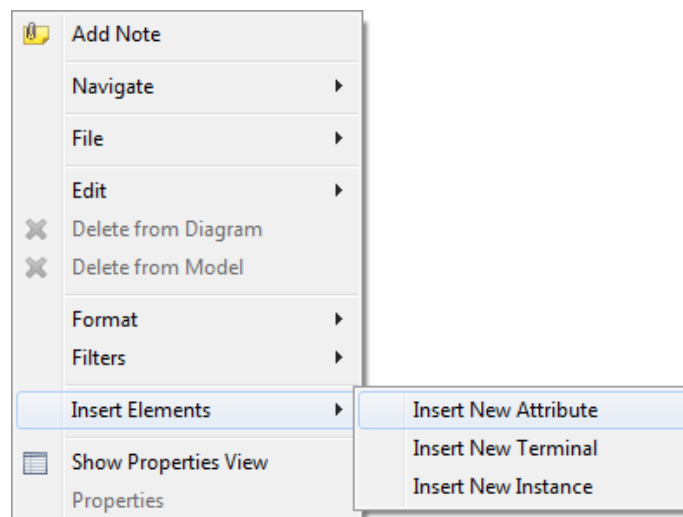 Add Note
Navigate
File
Edit
Delete from Diagram
Delete from Model
Format
Filters
Insert Elements
Insert New Attribute
Insert New Terminal
Insert New Instance
Show Properties View
Properties